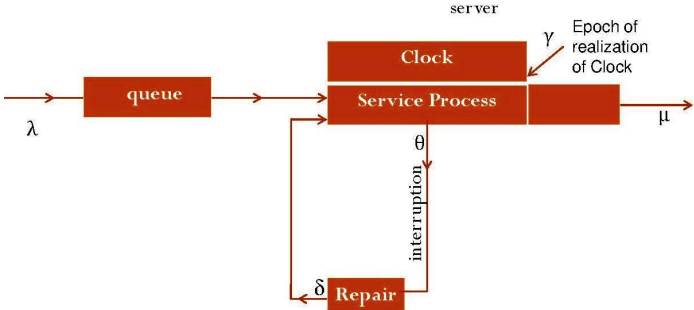 server
γ
Epoch of
realization
of Clock
Clock
queue
Service Process
λ
μ
θ
interruption
δ
Repair